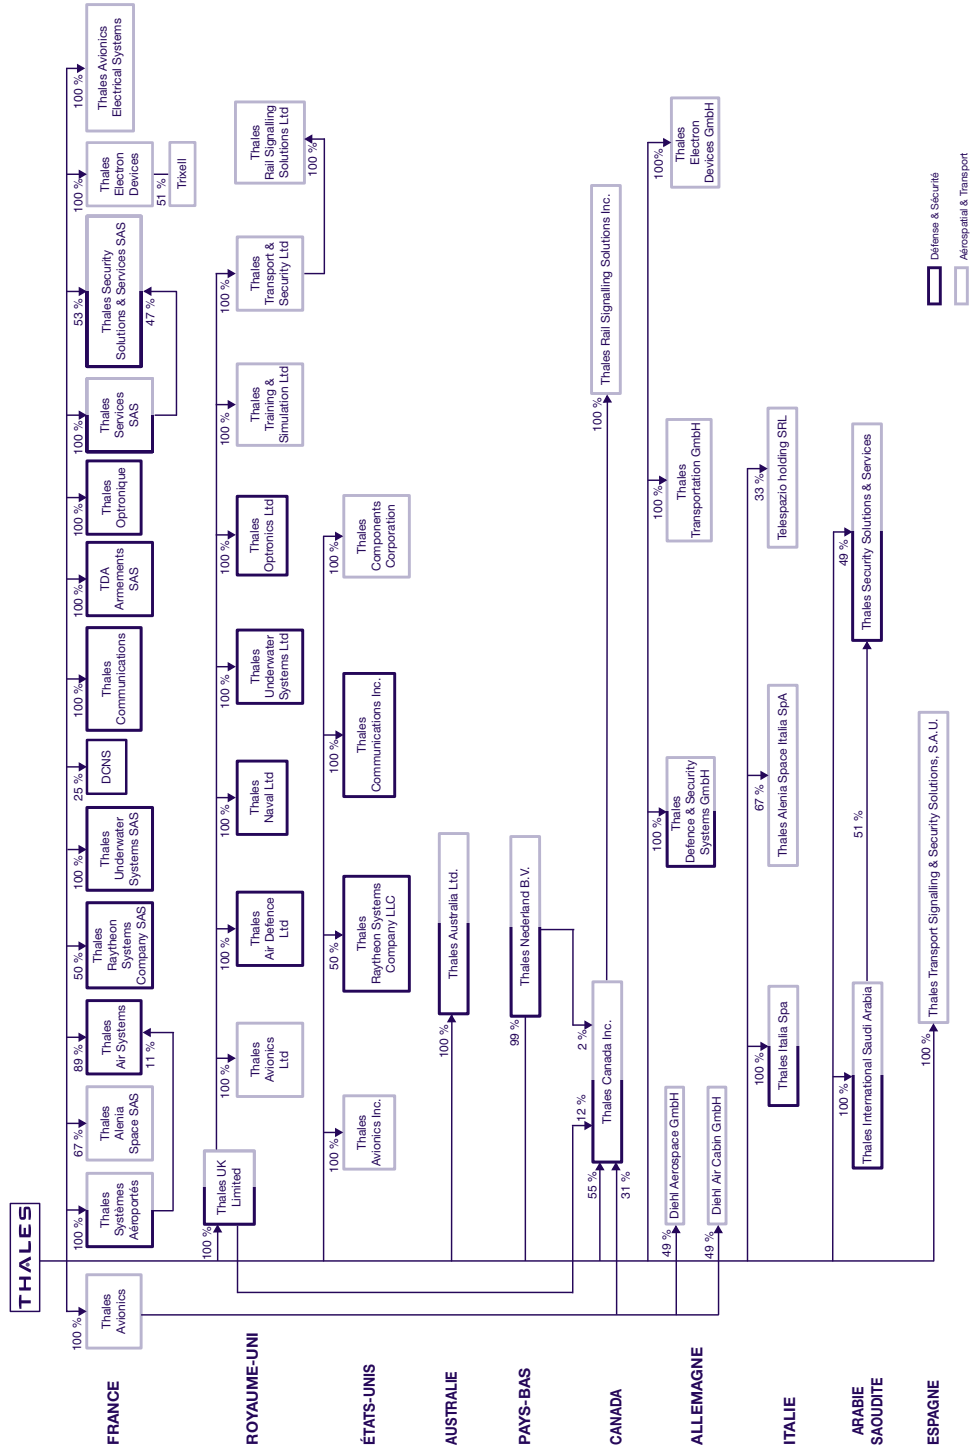 THALES
FRANCE
100 %
Thales
Avionics
100 %
Thales
Systèmes
Aéroportés
67 %
Thales
Alenia
Space SAS
89 %
Thales
Air Systems
11 %
50 %
Thales
Raytheon
Systems
Company SAS
100 %
Thales
Underwater
Systems SAS
25 %
DCNS
100 %
Thales
Communications
100 %
TDA
Armements
SAS
100 %
Thales
Optronique
100 %
Thales
Services
SAS
53 %
Thales Security
Solutions & Services SAS
47 %
100 %
Thales
Electron
Devices
51 %
Trixell
100 %
Thales Avionics
Electrical Systems
ROYAUME-UNI
100 %
Thales UK
Limited
100 %
Thales
Avionics
Ltd
100 %
Thales
Air Defence
Ltd
100 %
Thales
Naval Ltd
100 %
Thales
Underwater
Systems Ltd
100 %
Thales
Optronics Ltd
100 %
Thales
Training &
Simulation Ltd
100 %
Thales
Transport &
Security Ltd
Thales
Rail Signalling
Solutions Ltd
100 %
ÉTATS-UNIS
100 %
Thales
Avionics Inc.
50 %
Thales
Raytheon Systems
Company LLC
100 %
Thales
Communications Inc.
100 %
Thales
Components
Corporation
AUSTRALIE
100 %
Thales Australia Ltd.
PAYS-BAS
99 %
Thales Nederland B.V.
CANADA
12 %
2 %
55 %
Thales Canada Inc.
31 %
100 %
Thales Rail Signalling Solutions Inc.
ALLEMAGNE
49 %
Diehl Aerospace GmbH
49 %
Diehl Air Cabin GmbH
100 %
Thales
Defence & Security
Systems GmbH
100 %
Thales
Transportation GmbH
100%
Thales
Electron
Devices GmbH
ITALIE
100 %
Thales Italia Spa
67 %
Thales Alenia Space Italia SpA
33 %
Telespazio holding SRL
ARABIE
SAOUDITE
100 %
Thales International Saudi Arabia
51 %
49 %
Thales Security Solutions & Services
ESPAGNE
100 %
Thales Transport Signalling & Security Solutions, S.A.U.
Défense & Sécurité
Aérospatial & Transport